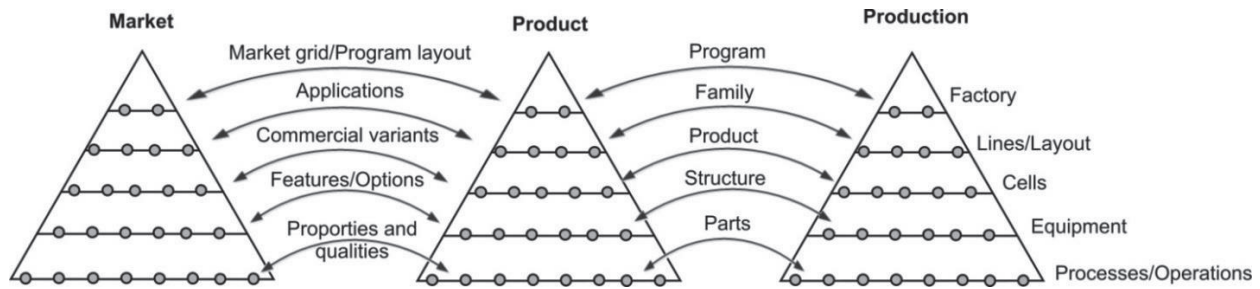 Market
Product
Production
Market grid/Program layout
Program
Applications
Family
Factory
Commercial variants
Product
Lines/Layout
Features/Options
Structure
Cells
Proporties and
qualities
Parts
Equipment
Processes/Operations